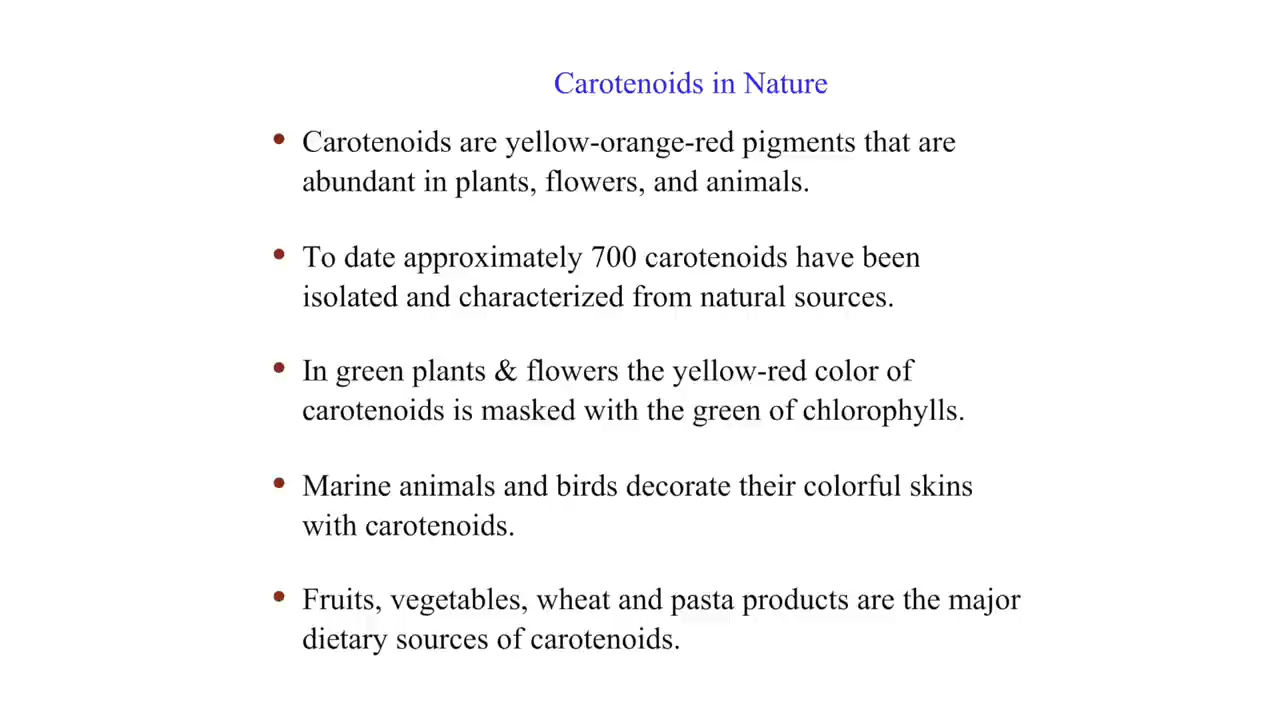 Carotenoids in Nature
• Carotenoids are yellow-orange-red pigments that are
abundant in plants, flowers, and animals.
• To date approximately 700 carotenoids have been
isolated and characterized from natural sources.
• In green plants & flowers the yellow-red color of
carotenoids is masked with the green of chlorophylls.
• Marine animals and birds decorate their colorful skins
with carotenoids.
• Fruits, vegetables, wheat and pasta products are the major
dietary sources of carotenoids.